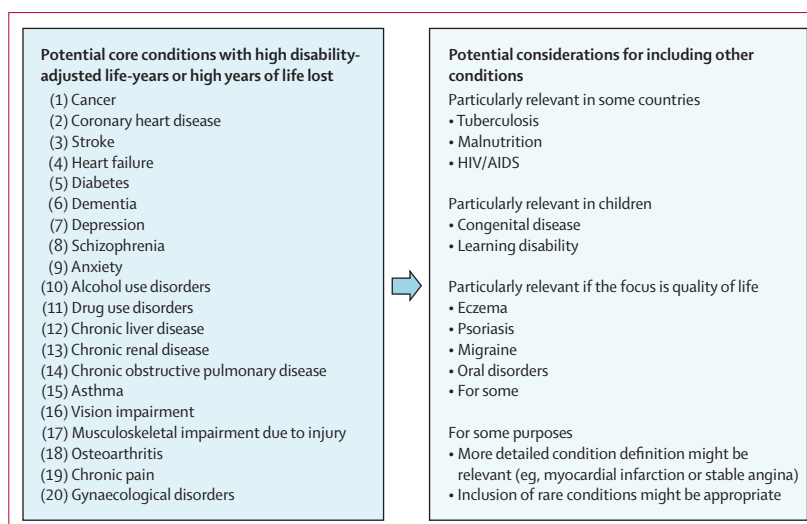 Potential core conditions with high disability-
adjusted life-years or high years of life lost
(1) Cancer
(2) Coronary heart disease
(3) Stroke
(4) Heart failure
(5) Diabetes
(6) Dementia
(7) Depression
(8) Schizophrenia
(9) Anxiety
(10) Alcohol use disorders
(11) Drug use disorders
(12) Chronic liver disease
(13) Chronic renal disease
(14) Chronic obstructive pulmonary disease
(15) Asthma
(16) Vision impairment
(17) Musculoskeletal impairment due to injury
(18) Osteoarthritis
(19) Chronic pain
(20) Gynaecological disorders
Potential considerations for including other
conditions
Particularly relevant in some countries
• Tuberculosis
• Malnutrition
• HIV/AIDS
Particularly relevant in children
• Congenital disease
• Learning disability
Particularly relevant if the focus is quality of life
• Eczema
• Psoriasis
• Migraine
• Oral disorders
• For some
For some purposes
• More detailed condition definition might be
relevant (eg, myocardial infarction or stable angina)
• Inclusion of rare conditions might be appropriate